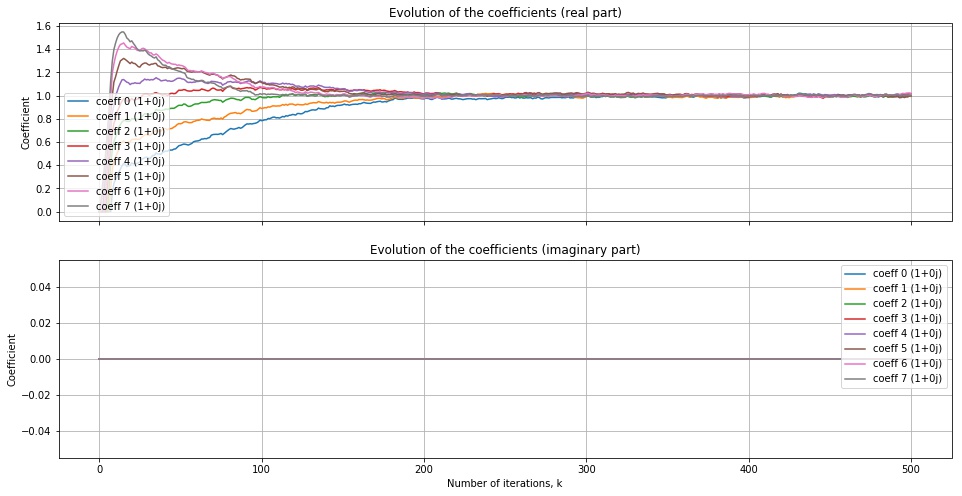 Evolution of the coefficients (real part)
1.6
1.4
1.2
1.0
0.8
0.6
0.4
0.2
0.0
Coefficient
coeff 0 (1+0j)
coeff 1 (1+0j)
coeff 2 (1+0j)
coeff 3 (1+0j)
coeff 4 (1+0j)
coeff 5 (1+0j)
coeff 6 (1+0j)
coeff 7 (1+0j)
Evolution of the coefficients (imaginary part)
0.04
0.02
0.00
−0.02
−0.04
Coefficient
coeff 0 (1+0j)
coeff 1 (1+0j)
coeff 2 (1+0j)
coeff 3 (1+0j)
coeff 4 (1+0j)
coeff 5 (1+0j)
coeff 6 (1+0j)
coeff 7 (1+0j)
0 100 200 300 400 500
Number of iterations, k